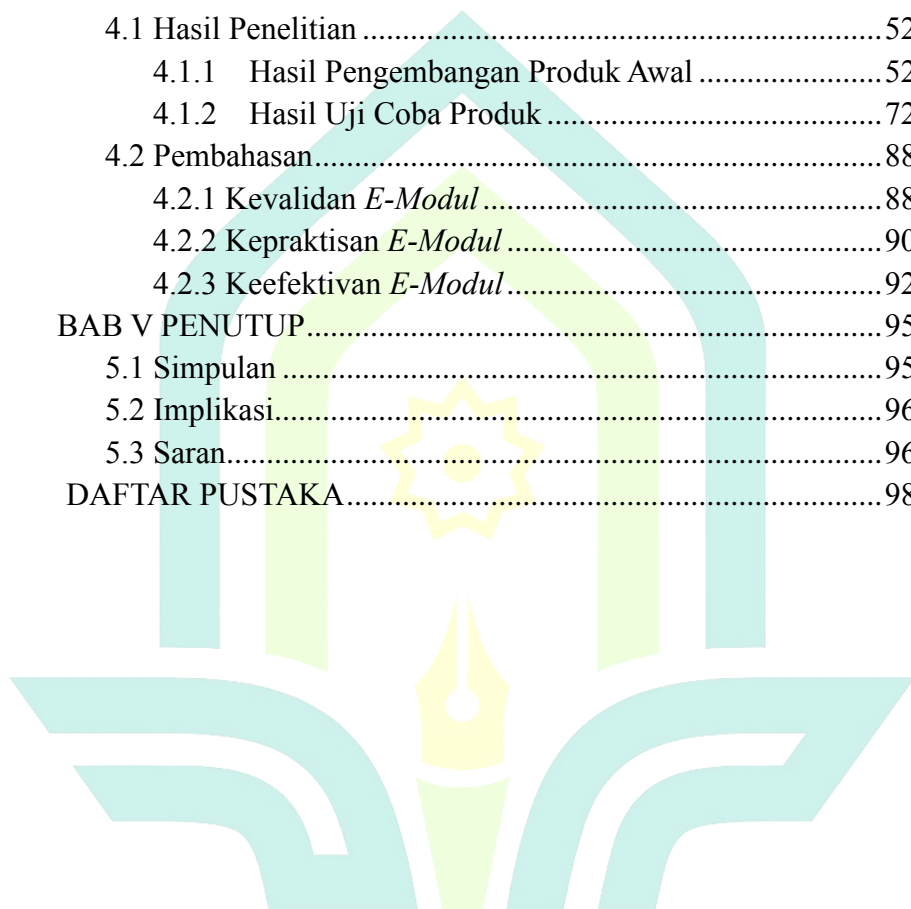 4.1 Hasil Penelitian ................................................................ 52
4.1.1 Hasil Pengembangan Produk Awal ....................... 52
4.1.2 Hasil Uji Coba Produk .......................................... 72
4.2 Pembahasan ...................................................................... 88
4.2.1 Kevalidan E-Modul .................................................. 88
4.2.2 Kepraktisan E-Modul ............................................... 90
4.2.3 Keefektivan E-Modul ............................................... 92
BAB V PENUTUP ..................................................................... 95
5.1 Simpulan .......................................................................... 95
5.2 Implikasi ........................................................................... 96
5.3 Saran ................................................................................. 96
DAFTAR PUSTAKA ................................................................ 98